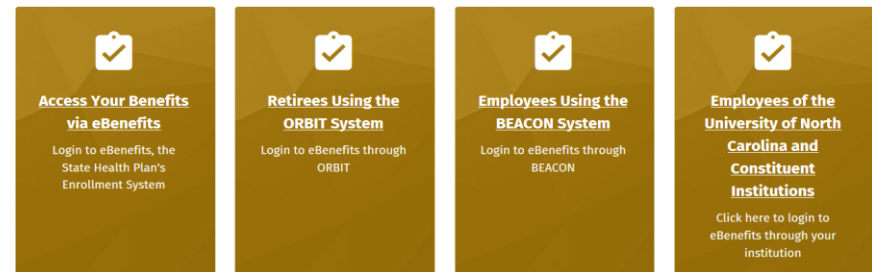 Access Your Benefits
via eBenefits
Login to eBenefits, the
State Health Plan's
Enrollment System
Retirees Using the
ORBIT System
Login to eBenefits through
ORBIT
Employees Using the
BEACON System
Login to eBenefits through
BEACON
Employees of the
University of North
Carolina and
Constituent
Institutions
Click here to login to
eBenefits through your
institution